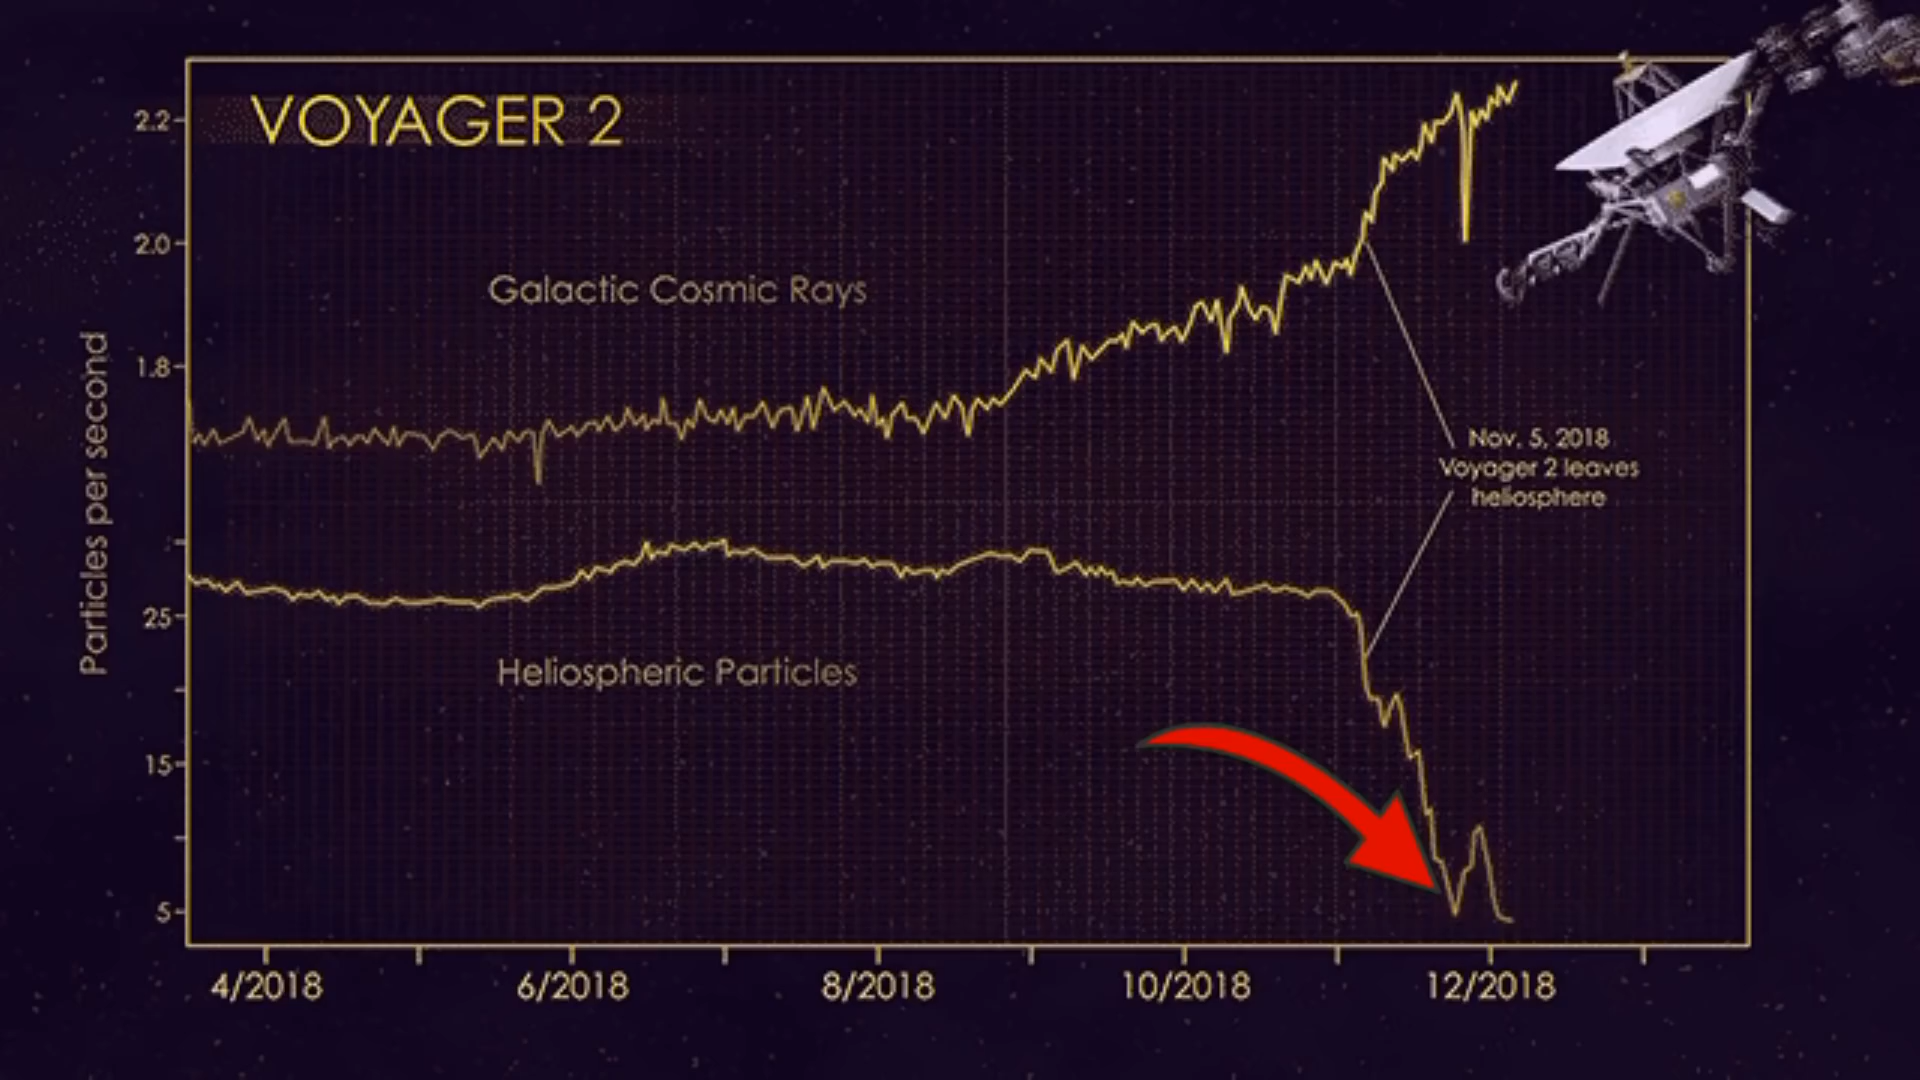 VOYAGER 2
2.2
2.0
Galactic Cosmic Rays
1.8
Particles per second
Nov. 5, 2018
Voyager 2 leaves
heliosphere
25
Heliospheric Particles
15
5
4/2018 6/2018 8/2018 10/2018 12/2018